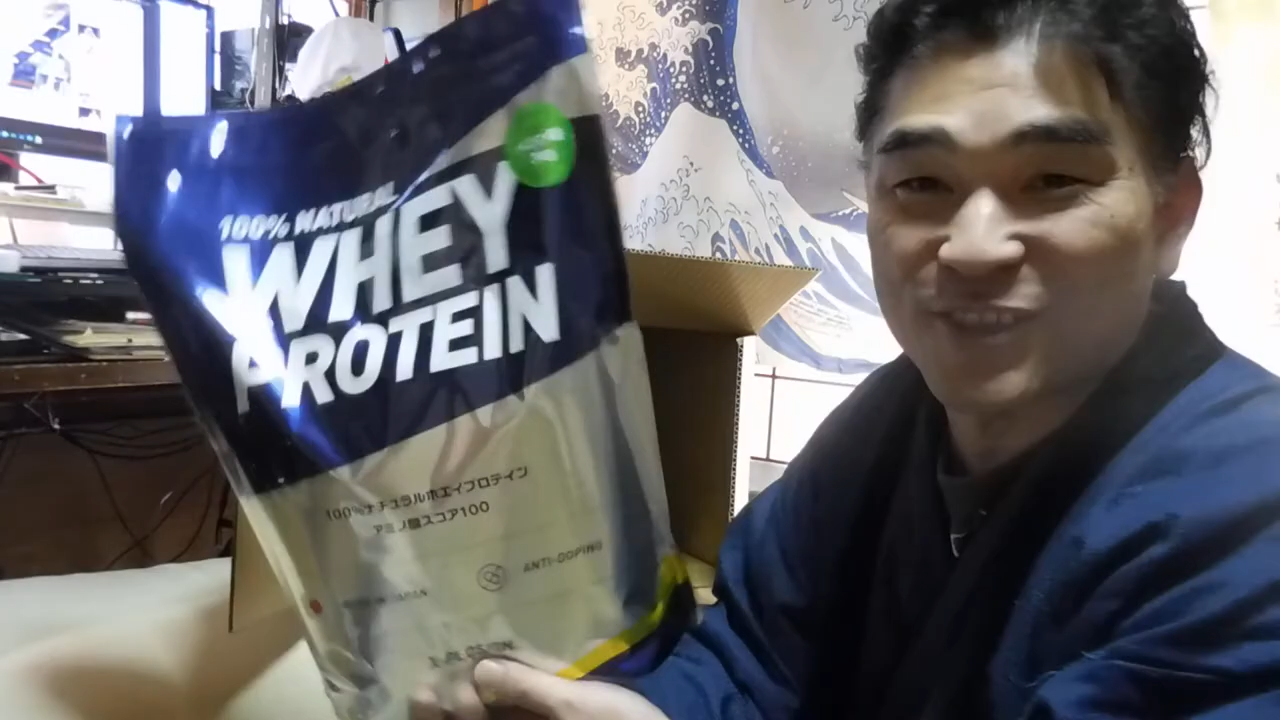 100% NATURAL
WHEY
PROTEIN
100%ナチュラルホエイプロテイン
アミノ酸スコア100
ANTI-DOPING
JAPAN